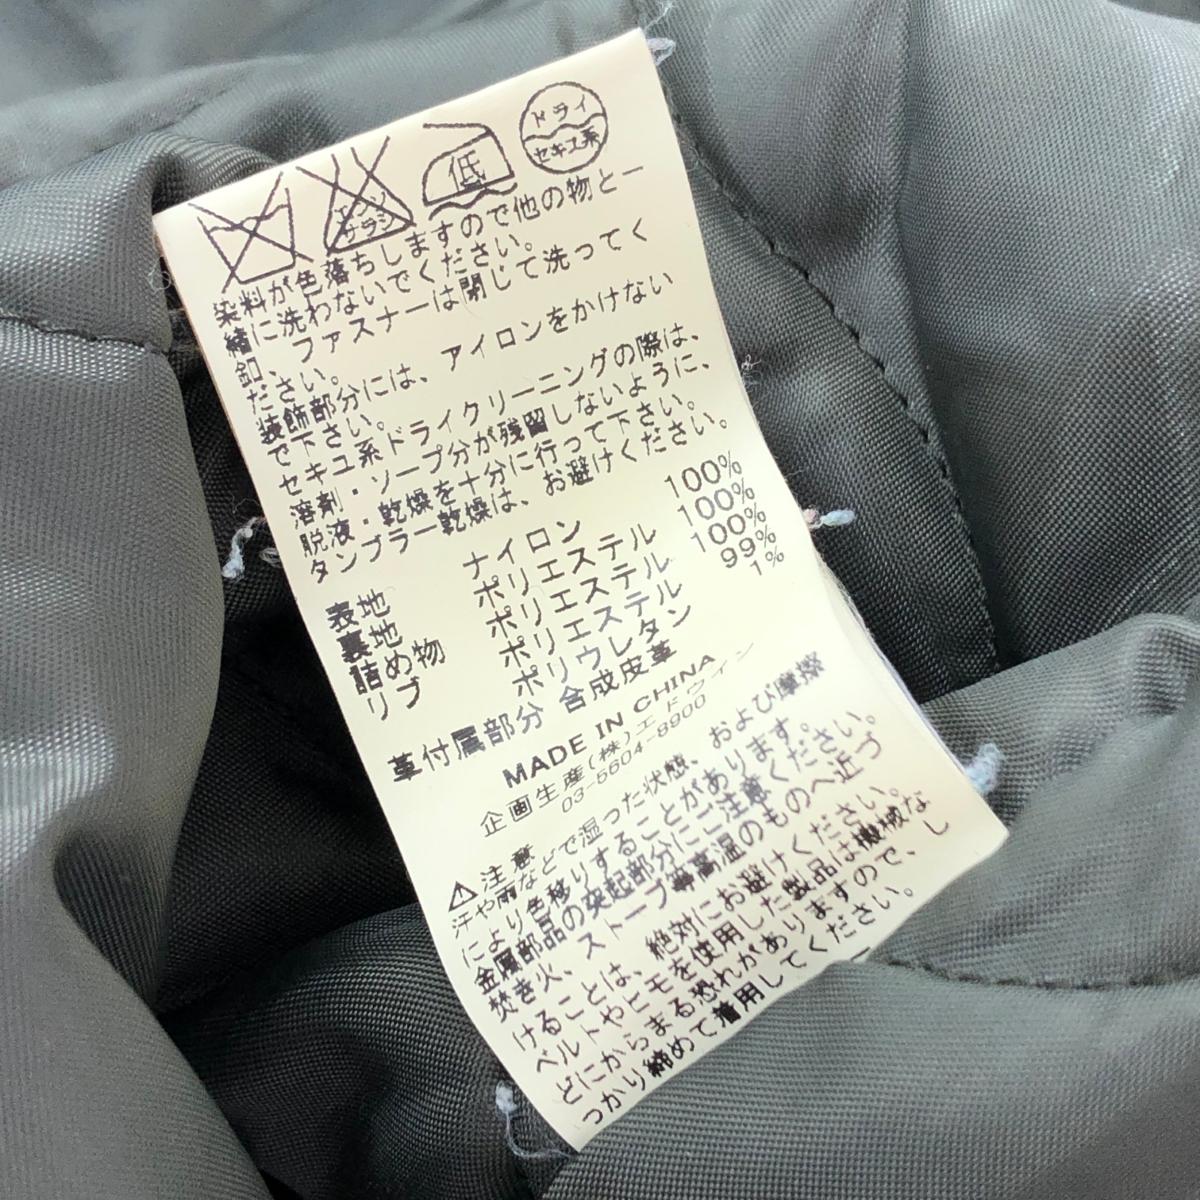 ドライ
セキユ系
低
エンソ
サラシ
染料が色落ちしますので他の物と一
緒に洗わないでください。
釦、ファスナーは閉じて洗ってく
ださい。
装飾部分には、アイロンをかけない
で下さい。
セキユ系ドライクリーニングの際は、
溶剤・ソープ分が残留しないように、
脱液・乾燥を十分に行って下さい。
タンブラー乾燥は、お避けください。
表地 ナイロン 100%
裏地 ポリエステル 100%
詰め物 ポリエステル 100%
リブ ポリエステル 99%
ポリウレタン 1%
革付属部分 合成皮革
MADE IN CHINA
企画生産(株)エドウイン
03-5604-8900
⚠注意
汗や雨などで湿った状態、および摩擦
により色移りすることがあります。
金属部品の突起部分にご注意ください。
焚き火、ストーブ等高温のものへ近づ
けることは、絶対にお避けください。
ベルトやヒモを使用した製品は機械な
どにからまる恐れがありますので、し
っかり締めて着用してください。